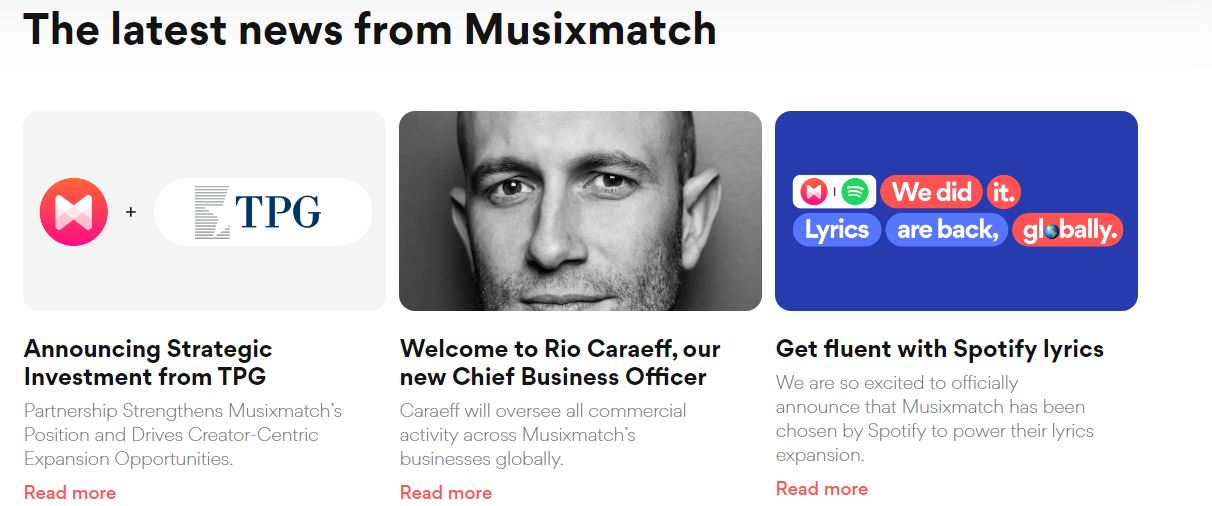 The latest news from Musixmatch
+
TPG
We did it.
Lyrics are back, globally.
Announcing Strategic
Investment from TPG
Partnership Strengthens Musixmatch's
Position and Drives Creator-Centric
Expansion Opportunities.
Read more
Welcome to Rio Caraeff, our
new Chief Business Officer
Caraeff will oversee all commercial
activity across Musixmatch's
businesses globally.
Read more
Get fluent with Spotify lyrics
We are so excited to officially
announce that Musixmatch has been
chosen by Spotify to power their lyrics
expansion.
Read more